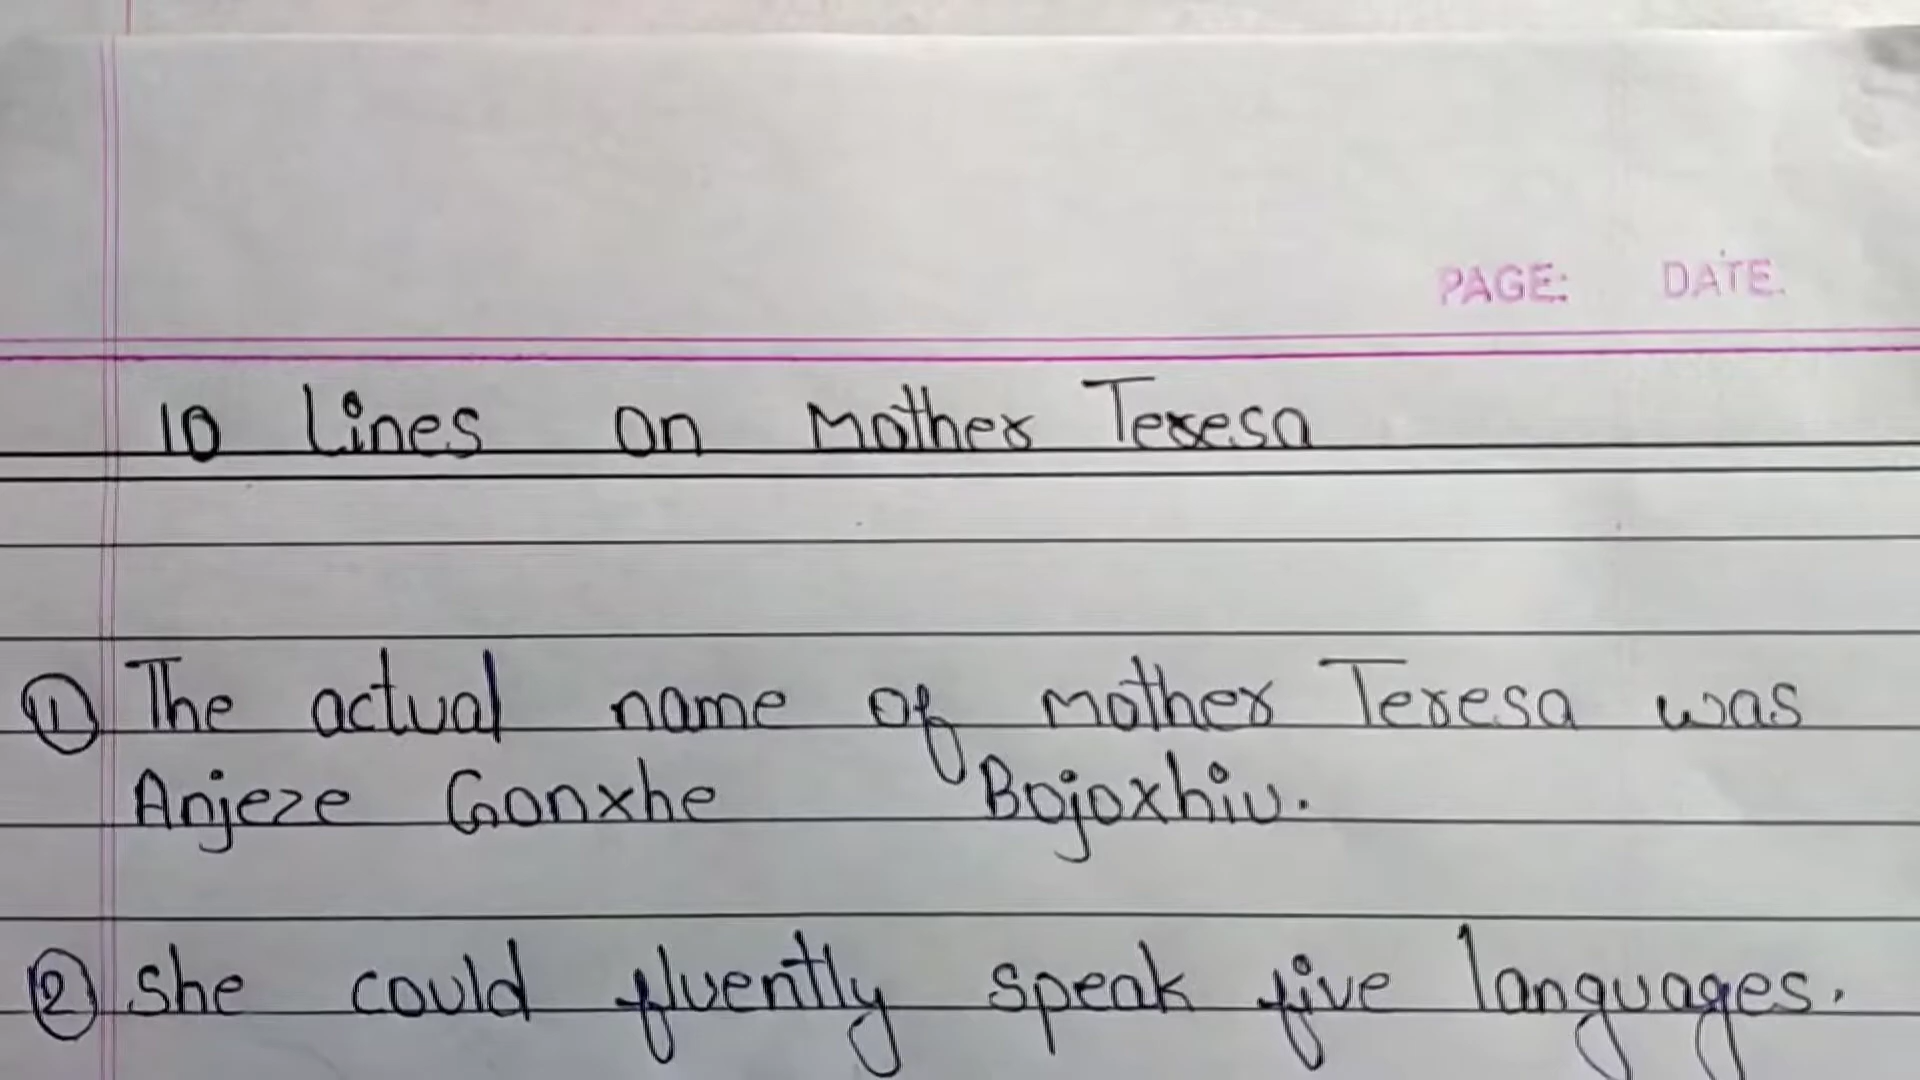 PAGE: DATE.
10 lines on Mother Teresa
① The actual name of mother Teresa was
Anjeze Gonxhe Bojoxhiu.
② she could fluently speak five languages.